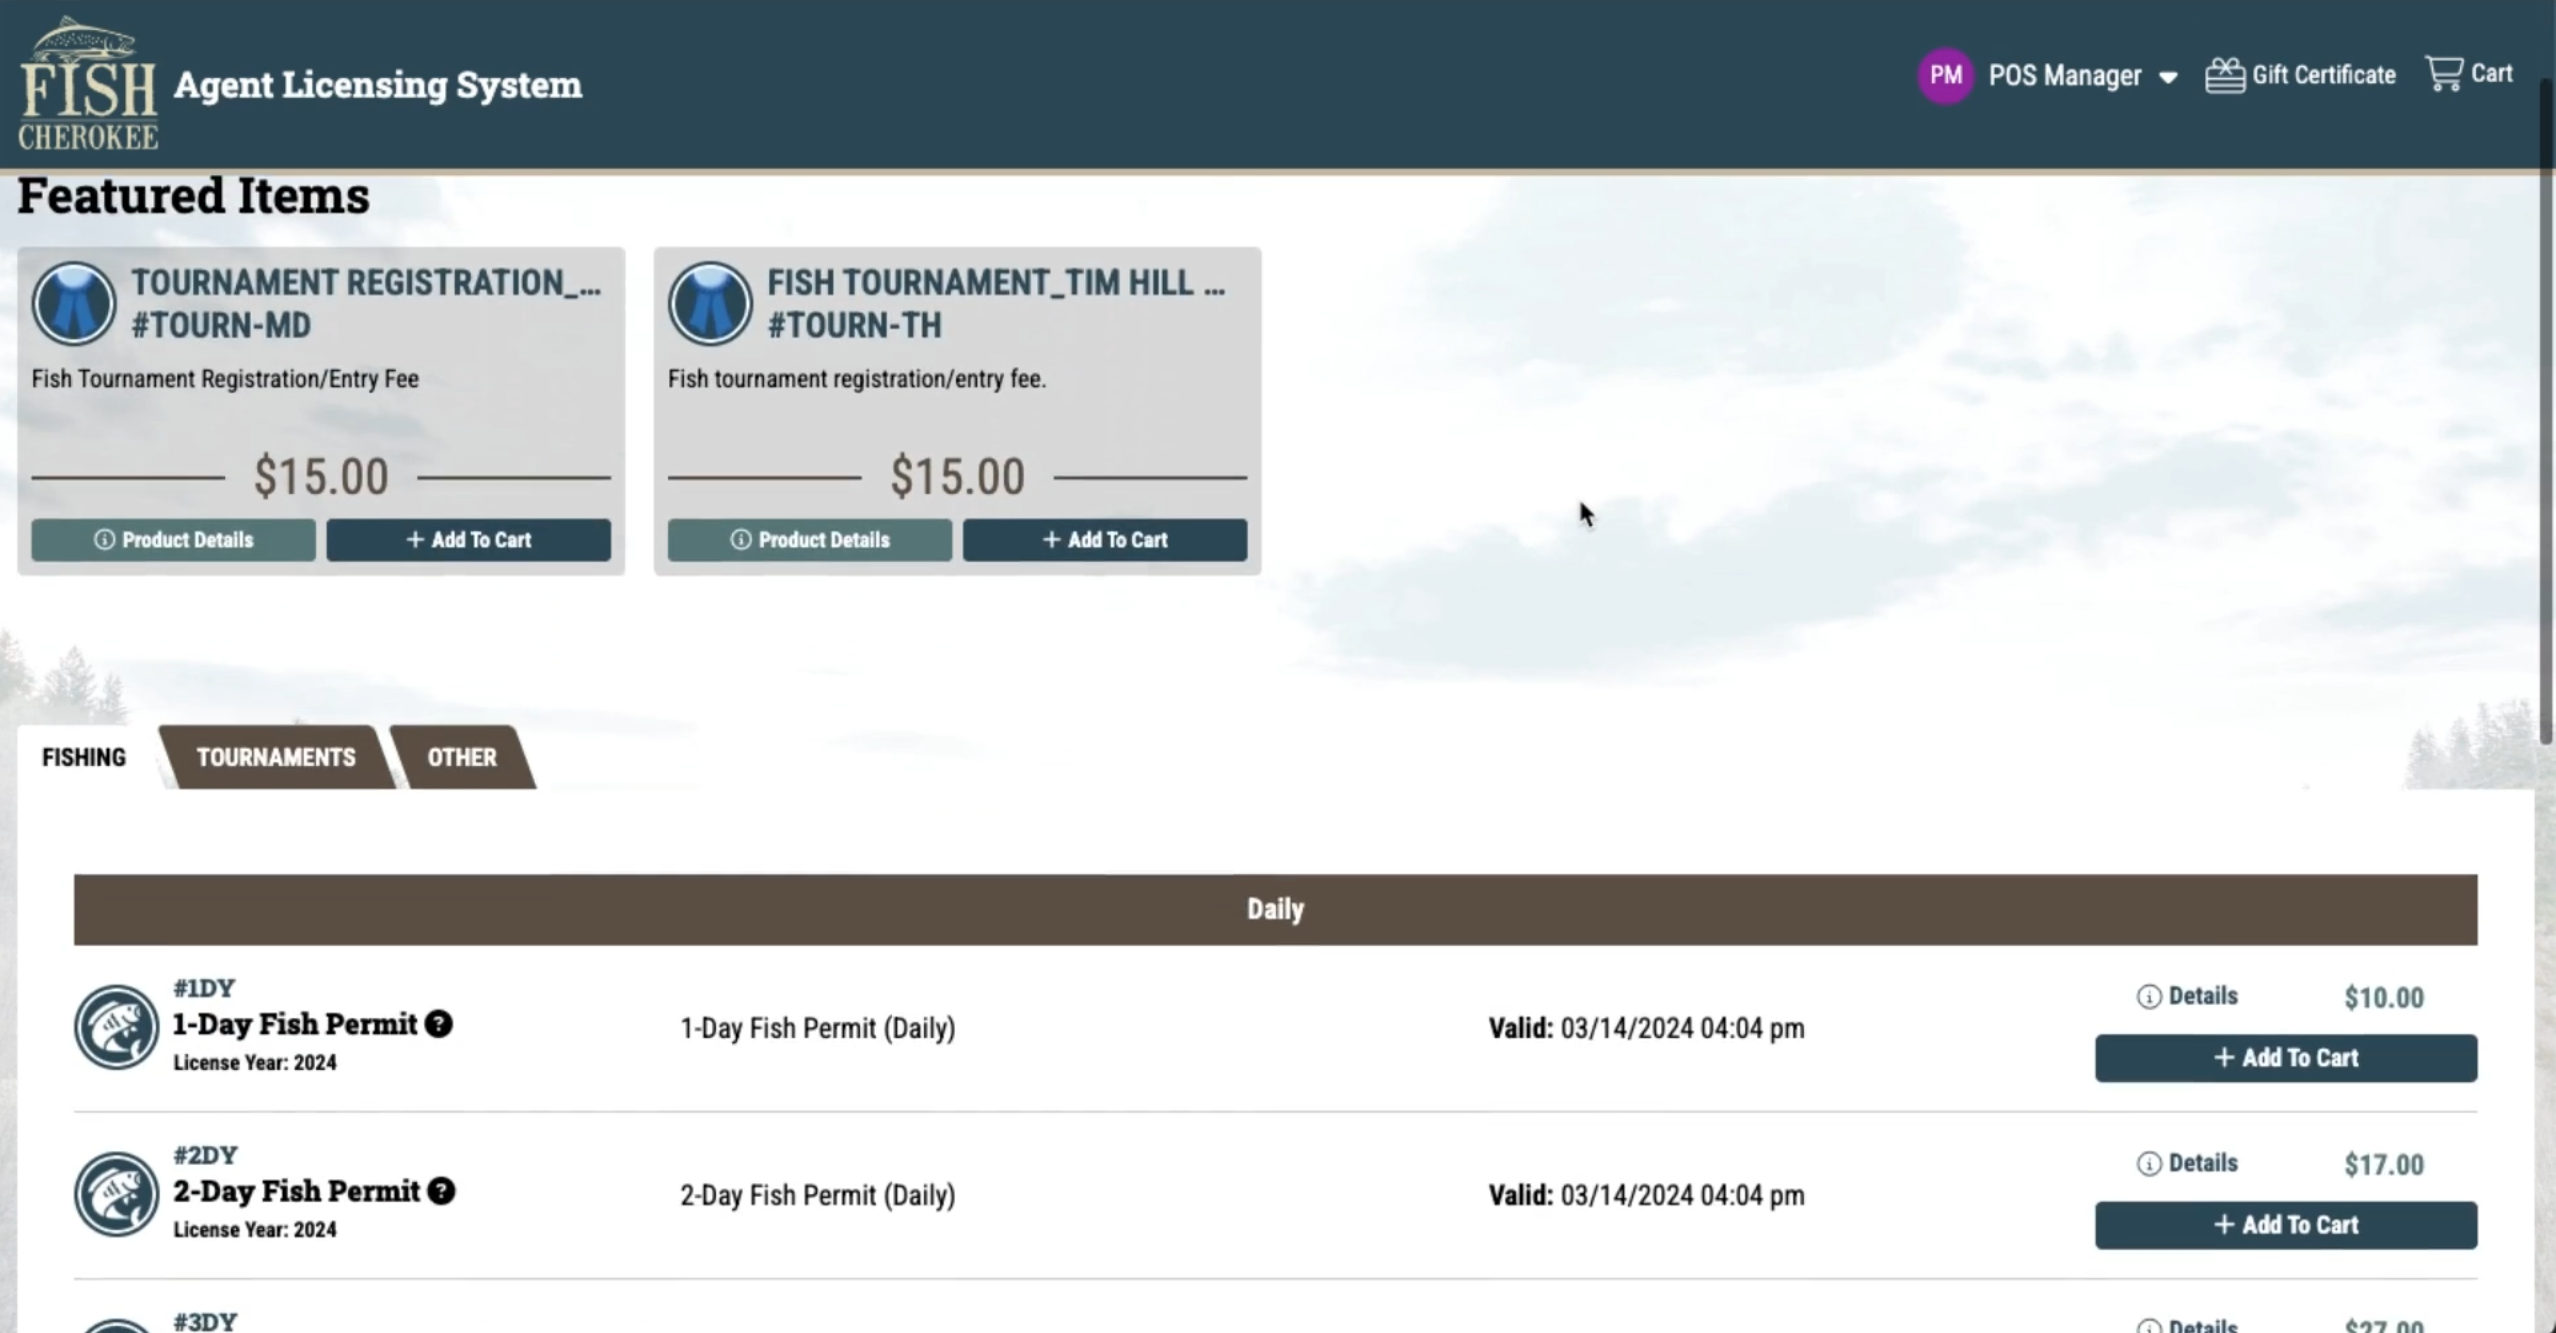 FISH
CHEROKEE
Agent Licensing System
PM POS Manager Gift Certificate Cart
Featured Items
TOURNAMENT REGISTRATION_...
#TOURN-MD
Fish Tournament Registration/Entry Fee
$15.00
Product Details + Add To Cart
FISH TOURNAMENT_TIM HILL ...
#TOURN-TH
Fish tournament registration/entry fee.
$15.00
Product Details + Add To Cart
FISHING TOURNAMENTS OTHER
Daily
#1DY
1-Day Fish Permit ?
License Year: 2024
1-Day Fish Permit (Daily)
Valid: 03/14/2024 04:04 pm
Details $10.00
+ Add To Cart
#2DY
2-Day Fish Permit ?
License Year: 2024
2-Day Fish Permit (Daily)
Valid: 03/14/2024 04:04 pm
Details $17.00
+ Add To Cart
#3DY
Details $27.00